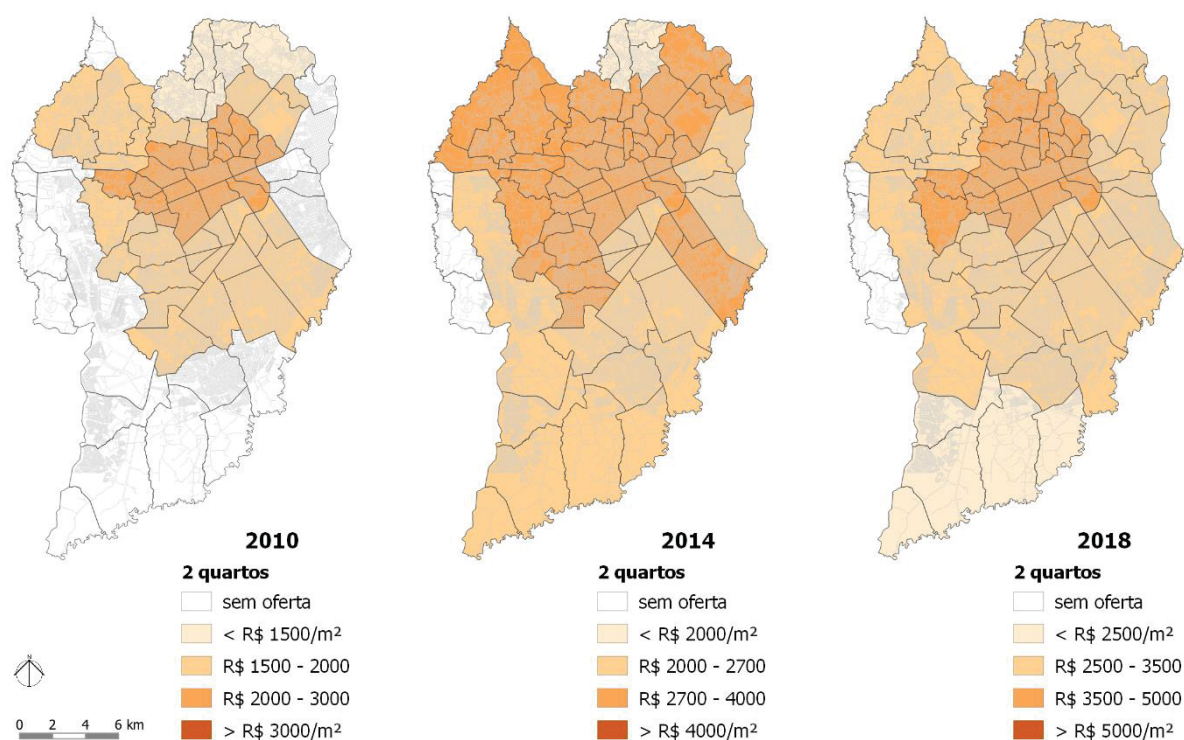 2010
2 quartos
sem oferta
< R$ 1500/m²
R$ 1500 - 2000
R$ 2000 - 3000
> R$ 3000/m²
N
0 2 4 6 km
2014
2 quartos
sem oferta
< R$ 2000/m²
R$ 2000 - 2700
R$ 2700 - 4000
> R$ 4000/m²
2018
2 quartos
sem oferta
< R$ 2500/m²
R$ 2500 - 3500
R$ 3500 - 5000
> R$ 5000/m²